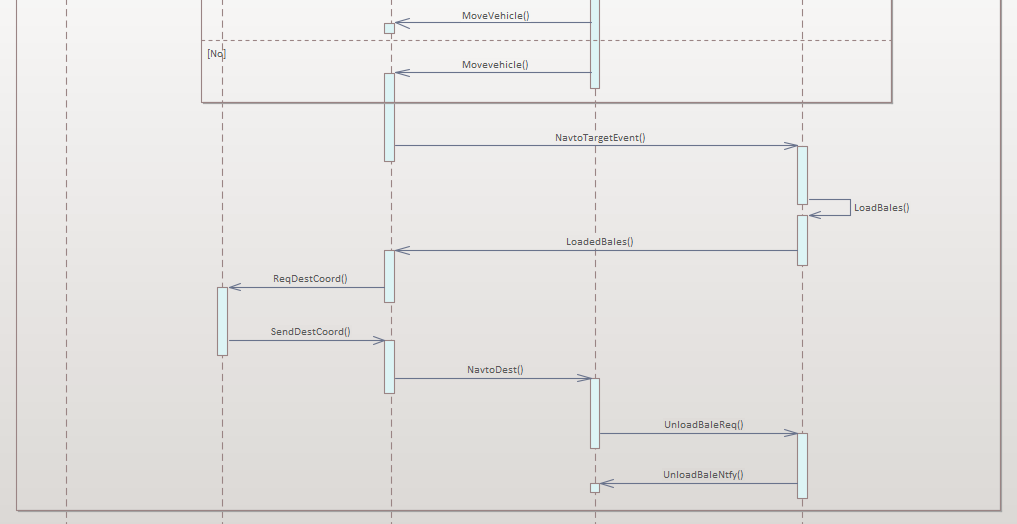 MoveVehicle()
[No]
Movevehicle()
NavtoTargetEvent()
LoadBales()
LoadedBales()
ReqDestCoord()
SendDestCoord()
NavtoDest()
UnloadBaleReq()
UnloadBaleNtfy()